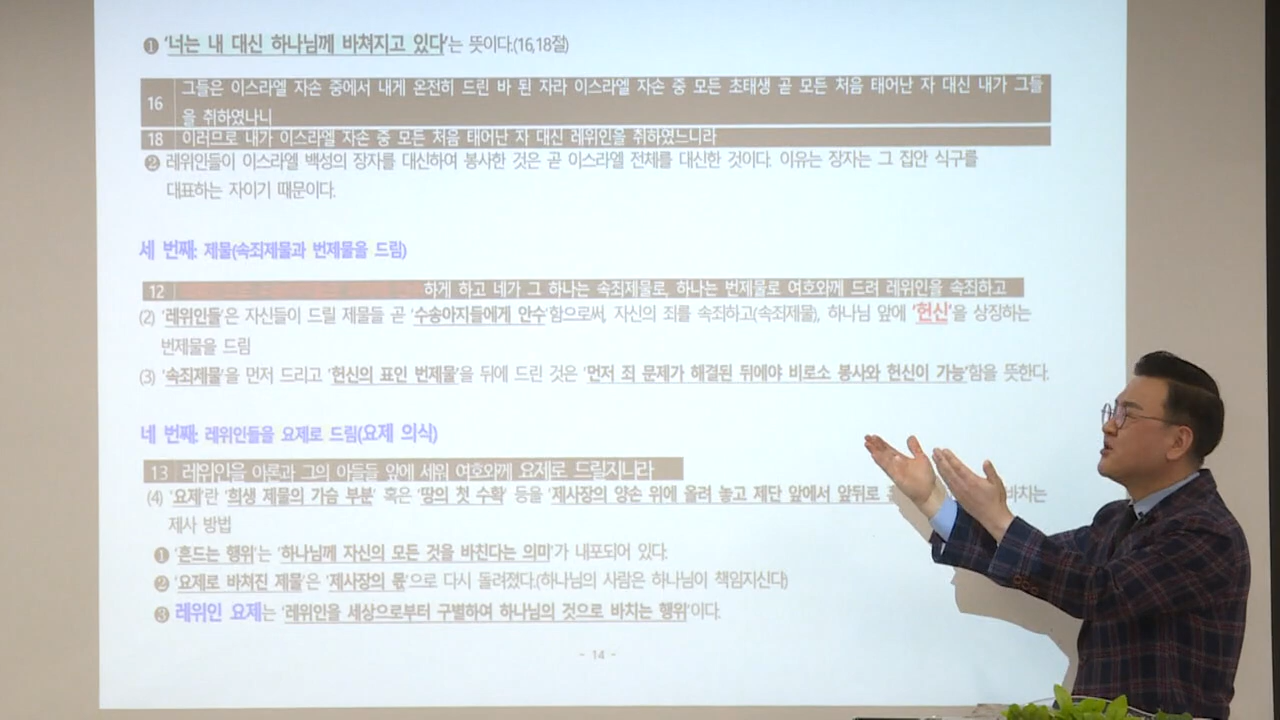 ❶ ‘너는 내 대신 하나님께 바쳐지고 있다’는 뜻이다.(16,18절)
16 그들은 이스라엘 자손 중에서 내게 온전히 드린 바 된 자라 이스라엘 자손 중 모든 초태생 곧 모든 처음 태어난 자 대신 내가 그들
을 취하였나니
18 이러므로 내가 이스라엘 자손 중 모든 처음 태어난 자 대신 레위인을 취하였느니라
❷ 레위인들이 이스라엘 백성의 장자를 대신하여 봉사한 것은 곧 이스라엘 전체를 대신한 것이다. 이유는 장자는 그 집안 식구를
대표하는 자이기 때문이다.
세 번째: 제물(속죄제물과 번제물을 드림)
12 하게 하고 네가 그 하나는 속죄제물로, 하나는 번제물로 여호와께 드려 레위인을 속죄하고
(2) ‘레위인들’은 자신들이 드릴 제물들 곧 ‘수송아지들에게 안수’함으로써, 자신의 죄를 속죄하고(속죄제물), 하나님 앞에 ‘헌신’을 상징하는
번제물을 드림
(3) ‘속죄제물’을 먼저 드리고 ‘헌신의 표인 번제물’을 뒤에 드린 것은 ‘먼저 죄 문제가 해결된 뒤에야 비로소 봉사와 헌신이 가능’함을 뜻한다.
네 번째: 레위인들을 요제로 드림(요제 의식)
13 레위인을 아론과 그의 아들들 앞에 세워 여호와께 요제로 드릴지니라
(4) ‘요제’란 ‘희생 제물의 가슴 부분’ 혹은 ‘땅의 첫 수확’ 등을 ‘제사장의 양손 위에 올려 놓고 제단 앞에서 앞뒤로 바치는
제사 방법
❶ ‘흔드는 행위’는 ‘하나님께 자신의 모든 것을 바친다는 의미’가 내포되어 있다.
❷ ‘요제로 바쳐진 제물’은 ‘제사장의 몫’으로 다시 돌려졌다.(하나님의 사람은 하나님이 책임지신다)
❸ 레위인 요제는 ‘레위인을 세상으로부터 구별하여 하나님의 것으로 바치는 행위’이다.
- 14 -